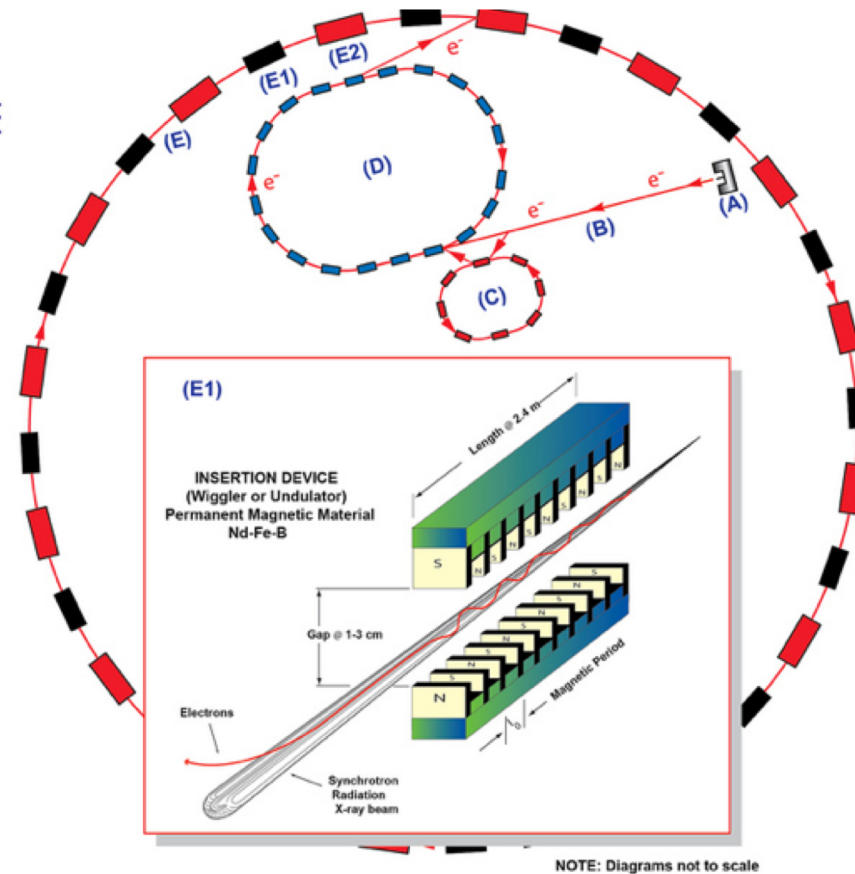 (E2)
e-
(E1)
(E)
(D)
e-
e-
e-
(A)
(B)
(C)
(E1)
Length @ 2.4 m
INSERTION DEVICE
(Wiggler or Undulator)
Permanent Magnetic Material
Nd-Fe-B
S
N
S
N
S
N
S
N
S
N
Gap @ 1-3 cm
S
N
S
N
S
N
S
N
S
N
Magnetic Period
Electrons
Synchrotron
Radiation
X-ray beam
NOTE: Diagrams not to scale